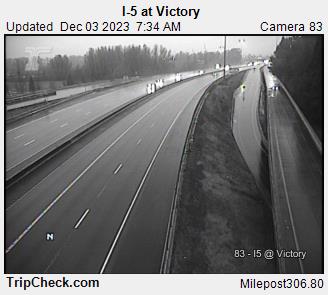 I-5 at Victory
Updated Dec 03 2023 7:34 AM Camera 83
N
83 - I5 @ Victory
TripCheck.com Milepost306.80